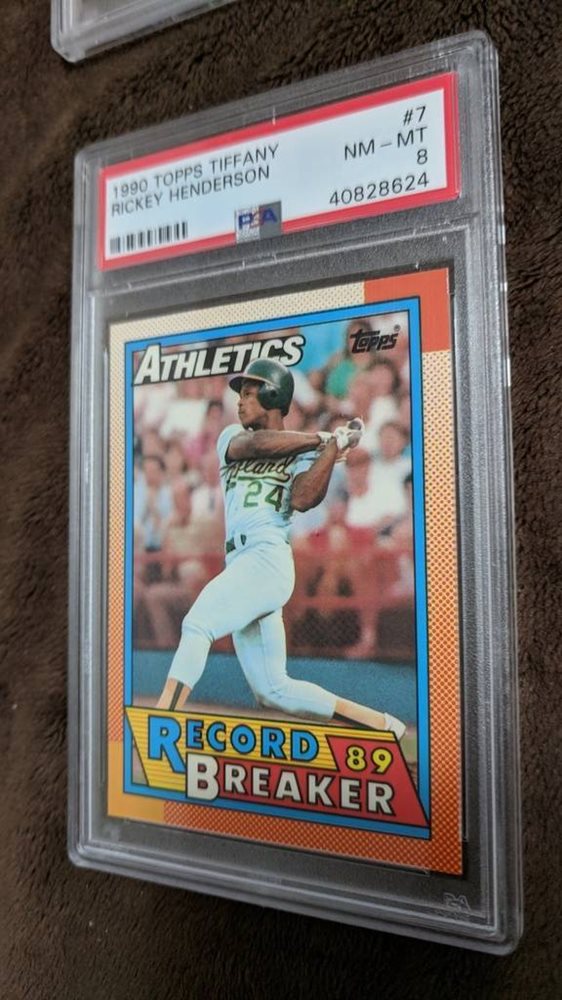 1990 TOPPS TIFFANY
RICKEY HENDERSON
#7
NM - MT
8
40828624
PSA
ATHLETICS
topps®
24
RECORD
BREAKER
89